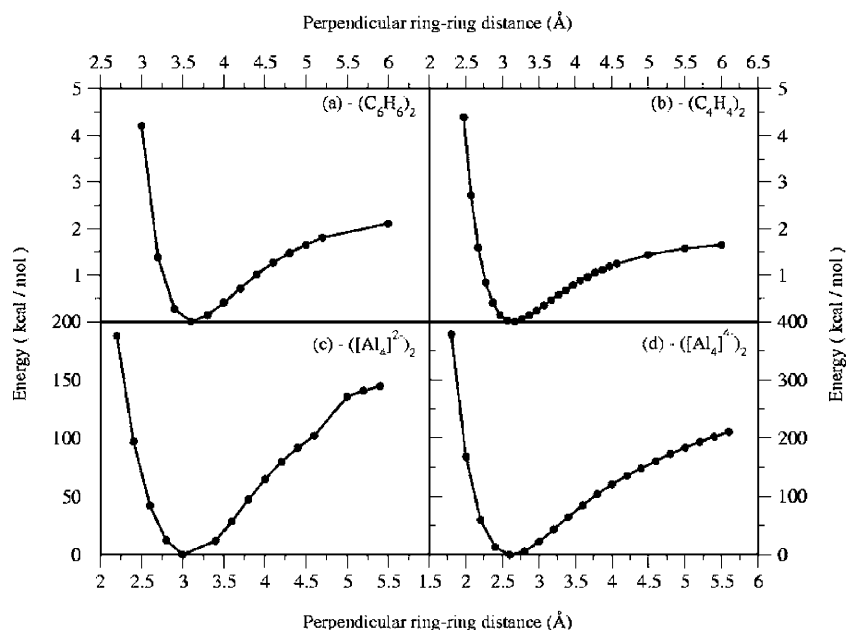 Perpendicular ring-ring distance (Å)
2.5 3 3.5 4 4.5 5 5.5 6 6.5 2 2.5 3 3.5 4 4.5 5 5.5 6 6.5
5 (a) - (C6H6)2 (b) - (C4H4)2 5
4 4
3 3
2 2
1 1
200 400
(c) - ([Al4]2-)2 (d) - ([Al4]4-)2
150 300
100 200
50 100
0 0
2 2.5 3 3.5 4 4.5 5 5.5 1.5 2 2.5 3 3.5 4 4.5 5 5.5 6
Perpendicular ring-ring distance (Å)
Energy ( kcal / mol )
Energy ( kcal / mol )